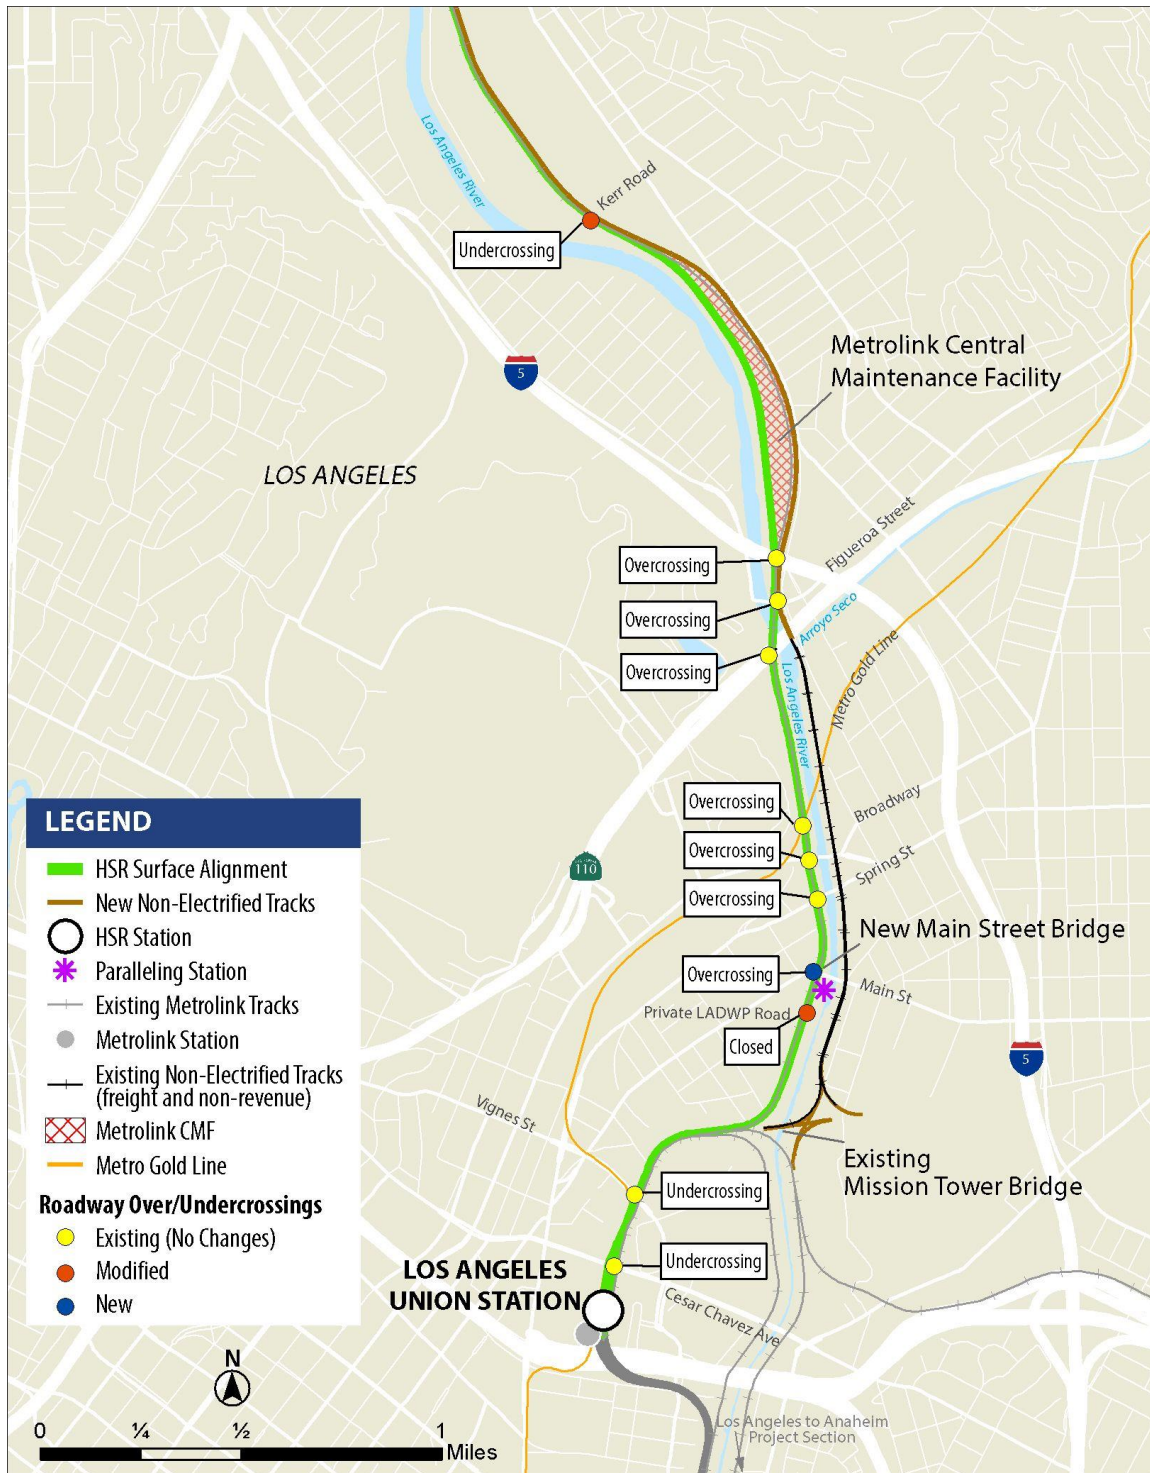 Los Angeles River
Kerr Road
Undercrossing
5
Metrolink Central
Maintenance Facility
LOS ANGELES
Figueroa Street
Overcrossing
Overcrossing
Arroyo Seco
Overcrossing
Los Angeles River
Metro Gold Line
Overcrossing
Broadway
Overcrossing
Spring St
110
Overcrossing
New Main Street Bridge
Overcrossing
Main St
Private LADWP Road
Closed
5
Vignes St
Existing
Mission Tower Bridge
Undercrossing
Undercrossing
LOS ANGELES
UNION STATION
Cesar Chavez Ave
Los Angeles to Anaheim
Project Section
LEGEND
HSR Surface Alignment
New Non-Electrified Tracks
HSR Station
Paralleling Station
Existing Metrolink Tracks
Metrolink Station
Existing Non-Electrified Tracks
(freight and non-revenue)
Metrolink CMF
Metro Gold Line
Roadway Over/Undercrossings
Existing (No Changes)
Modified
New
N
0 ¼ ½ 1
Miles